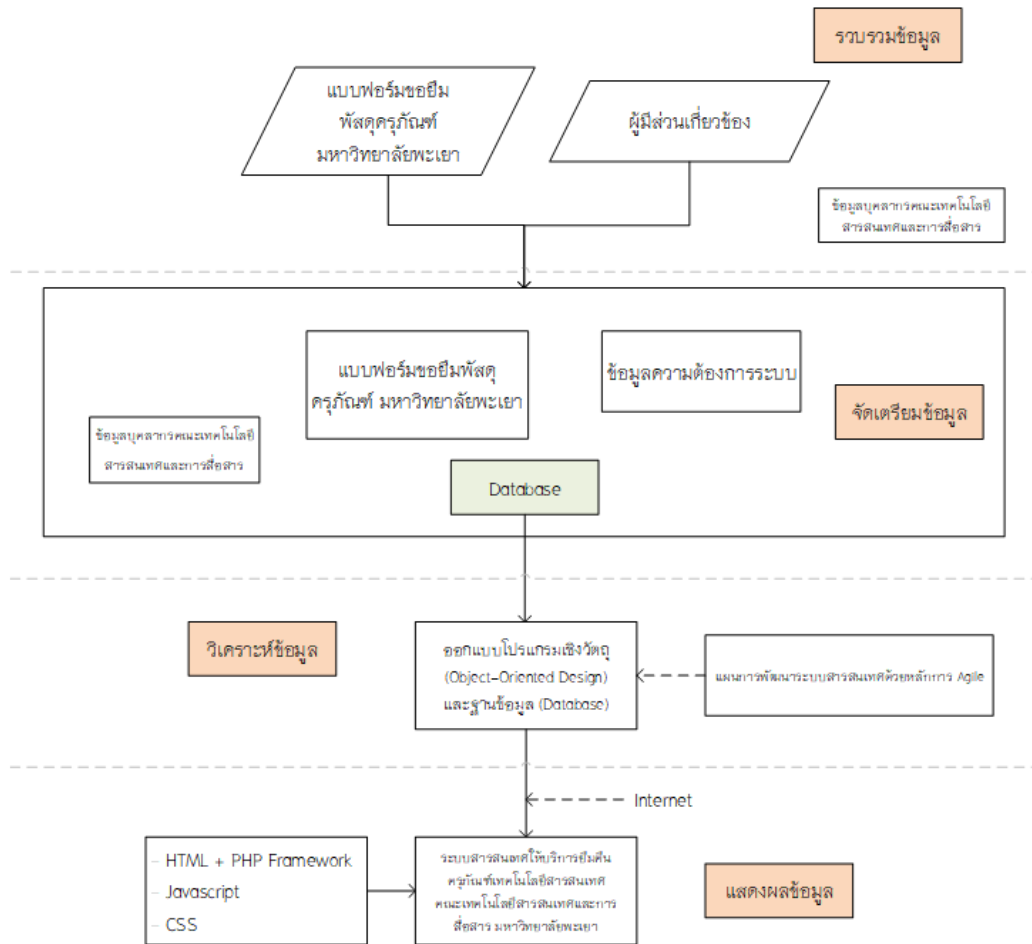 รวบรวมข้อมูล
แบบฟอร์มขอยืม
พัสดุครุภัณฑ์
มหาวิทยาลัยพะเยา
ผู้มีส่วนเกี่ยวข้อง
ข้อมูลบุคลากรคณะเทคโนโลยี
สารสนเทศและการสื่อสาร
แบบฟอร์มขอยืมพัสดุ
ครุภัณฑ์ มหาวิทยาลัยพะเยา
ข้อมูลความต้องการระบบ
จัดเตรียมข้อมูล
ข้อมูลบุคลากรคณะเทคโนโลยี
สารสนเทศและการสื่อสาร
Database
วิเคราะห์ข้อมูล
ออกแบบโปรแกรมเชิงวัตถุ
(Object-Oriented Design)
และฐานข้อมูล (Database)
แผนการพัฒนาระบบสารสนเทศด้วยหลักการ Agile
Internet
- HTML + PHP Framework
- Javascript
- CSS
ระบบสารสนเทศให้บริการยืมคืน
ครุภัณฑ์เทคโนโลยีสารสนเทศ
คณะเทคโนโลยีสารสนเทศและการ
สื่อสาร มหาวิทยาลัยพะเยา
แสดงผลข้อมูล